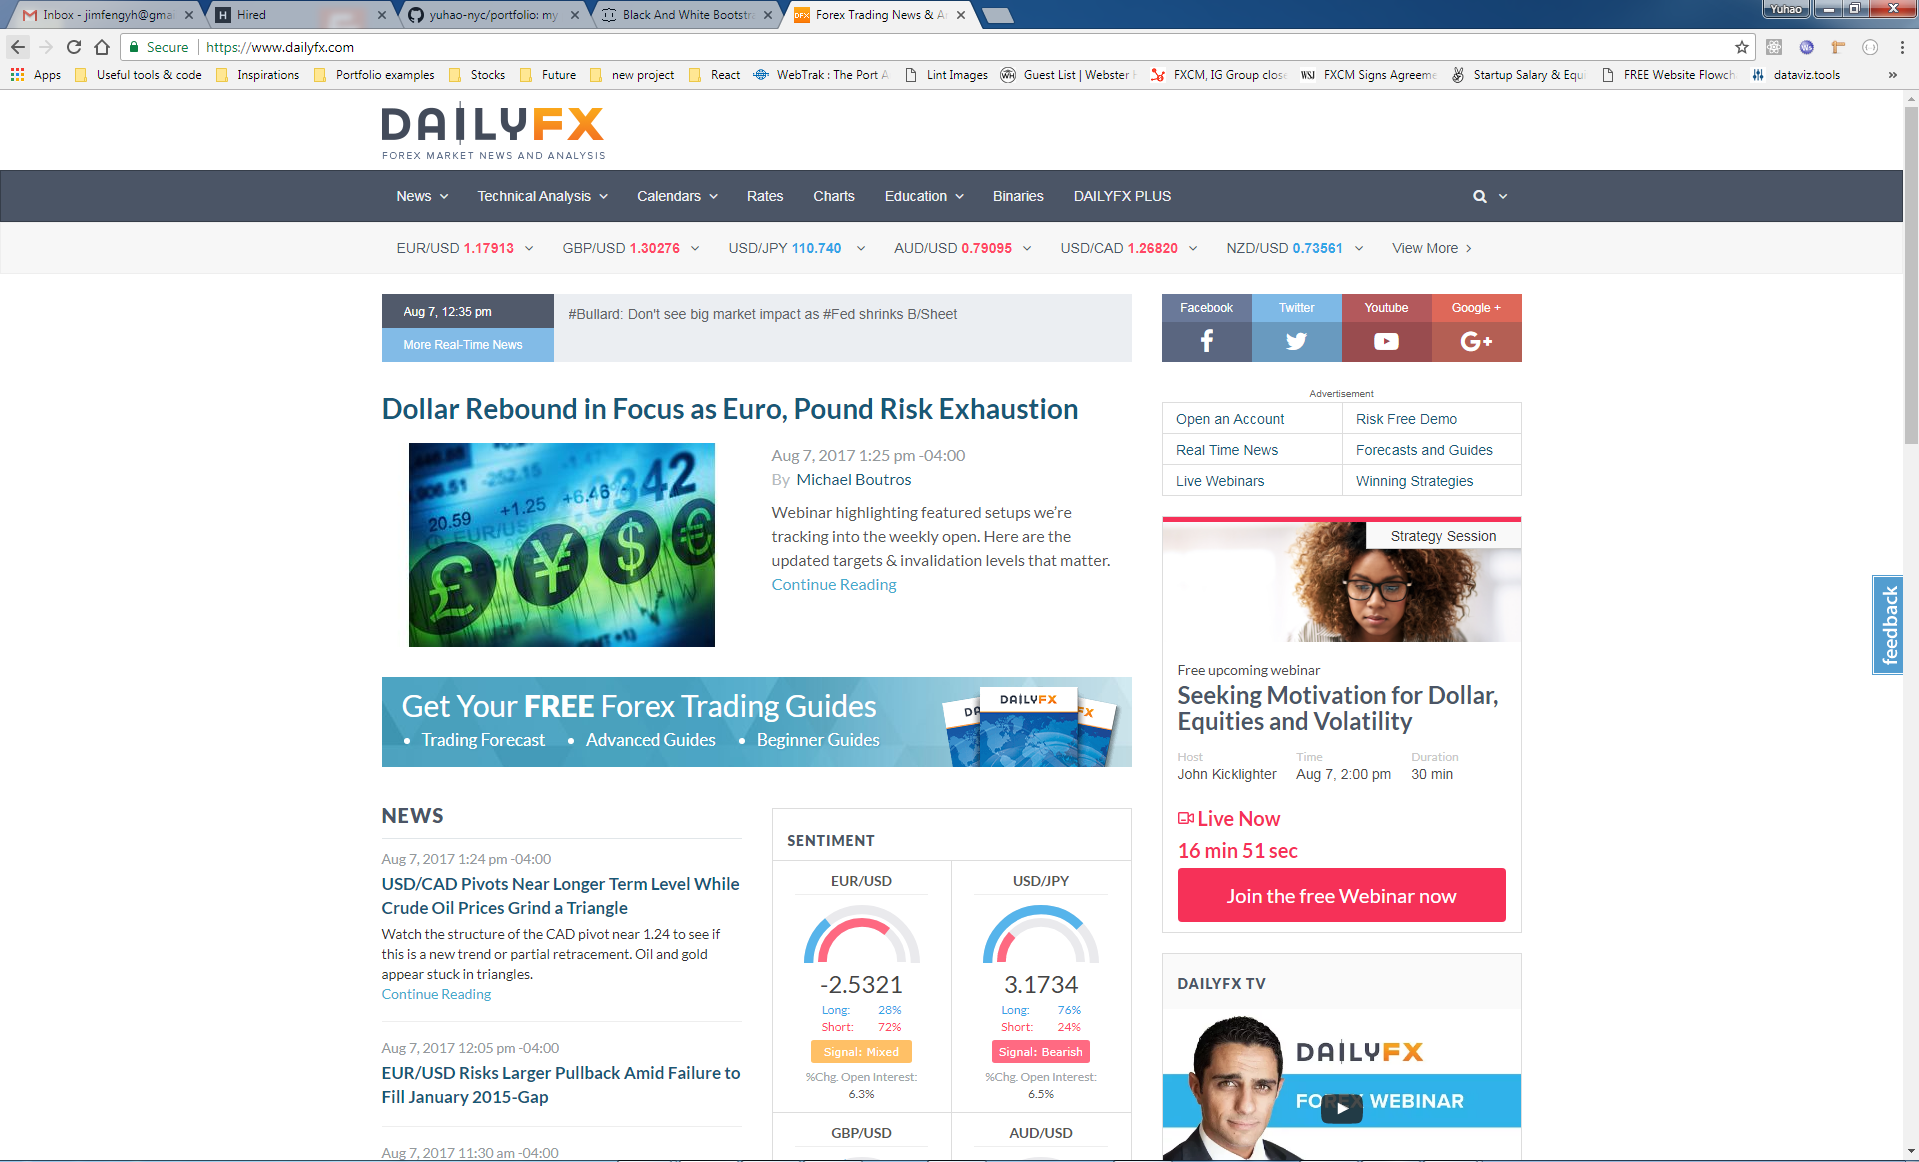 Inbox - jimfengyh@gmai
Hired
yuhao-nyc/portfolio: my
Black And White Bootstra
Forex Trading News & A
Yuhao
Secure
https://www.dailyfx.com
Apps
Useful tools & code
Inspirations
Portfolio examples
Stocks
Future
new project
React
WebTrak : The Port A
Lint Images
Guest List | Webster H
FXCM, IG Group close
FXCM Signs Agreeme
Startup Salary & Equi
FREE Website Flowch
dataviz.tools
DAILYFX
FOREX MARKET NEWS AND ANALYSIS
News
Technical Analysis
Calendars
Rates
Charts
Education
Binaries
DAILYFX PLUS
EUR/USD 1.17913
GBP/USD 1.30276
USD/JPY 110.740
AUD/USD 0.79095
USD/CAD 1.26820
NZD/USD 0.73561
View More
Aug 7, 12:35 pm
More Real-Time News
#Bullard: Don't see big market impact as #Fed shrinks B/Sheet
Facebook
Twitter
Youtube
Google +
Dollar Rebound in Focus as Euro, Pound Risk Exhaustion
-252.15
906.51
342
+6.46
+1.25
20.59
EUR/USD
Aug 7, 2017 1:25 pm -04:00
By Michael Boutros
Webinar highlighting featured setups we're
tracking into the weekly open. Here are the
updated targets & invalidation levels that matter.
Continue Reading
Advertisement
Open an Account
Risk Free Demo
Real Time News
Forecasts and Guides
Live Webinars
Winning Strategies
Strategy Session
Free upcoming webinar
Seeking Motivation for Dollar,
Equities and Volatility
Host
Time
Duration
John Kicklighter
Aug 7, 2:00 pm
30 min
Live Now
16 min 51 sec
Join the free Webinar now
feedback
Get Your FREE Forex Trading Guides
• Trading Forecast • Advanced Guides • Beginner Guides
DAILYFX
NEWS
Aug 7, 2017 1:24 pm -04:00
USD/CAD Pivots Near Longer Term Level While
Crude Oil Prices Grind a Triangle
Watch the structure of the CAD pivot near 1.24 to see if
this is a new trend or partial retracement. Oil and gold
appear stuck in triangles.
Continue Reading
Aug 7, 2017 12:05 pm -04:00
EUR/USD Risks Larger Pullback Amid Failure to
Fill January 2015-Gap
Aug 7, 2017 11:30 am -04:00
SENTIMENT
EUR/USD
-2.5321
Long: 28%
Short: 72%
Signal: Mixed
%Chg. Open Interest:
6.3%
USD/JPY
3.1734
Long: 76%
Short: 24%
Signal: Bearish
%Chg. Open Interest:
6.5%
GBP/USD
AUD/USD
DAILYFX TV
DAILYFX
FOREX WEBINAR